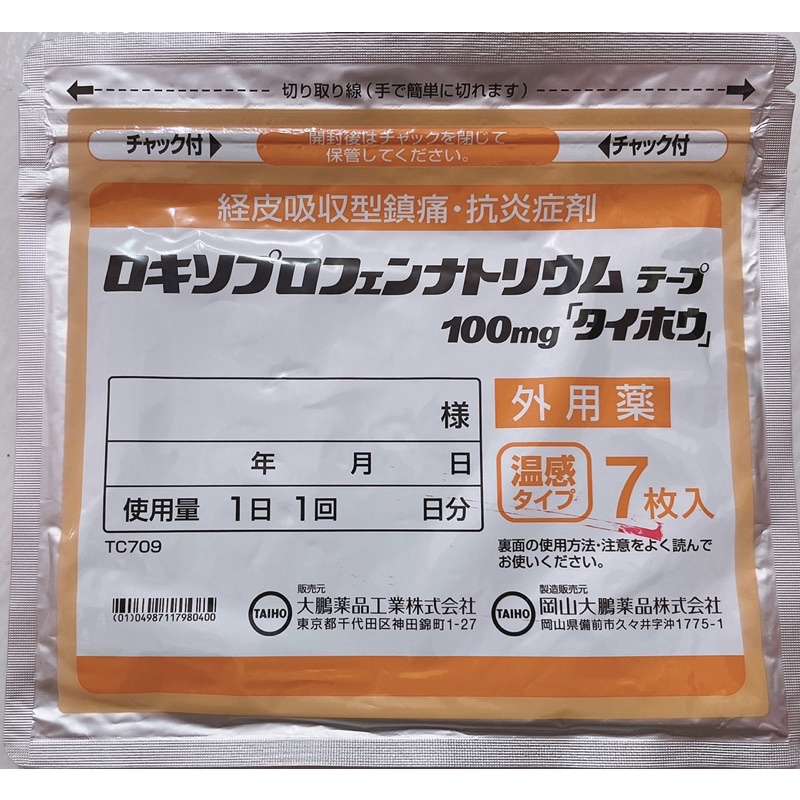 切り取り線（手で簡単に切れます）
チャック付
開封後はチャックを閉じて
保管してください。
チャック付
経皮吸収型鎮痛・抗炎症剤
ロキソプロフェンナトリウムテープ
100mg「タイホウ」
様
外用薬
年 月 日
温感
タイプ
7枚入
使用量 1日 1回 日分
TC709
裏面の使用方法・注意をよく読んで
お使いください。
(01)04987117980400
TAIHO
販売元
大鵬薬品工業株式会社
東京都千代田区神田錦町1-27
TAIHO
製造販売元
岡山大鵬薬品株式会社
岡山県備前市久々井字沖1775-1